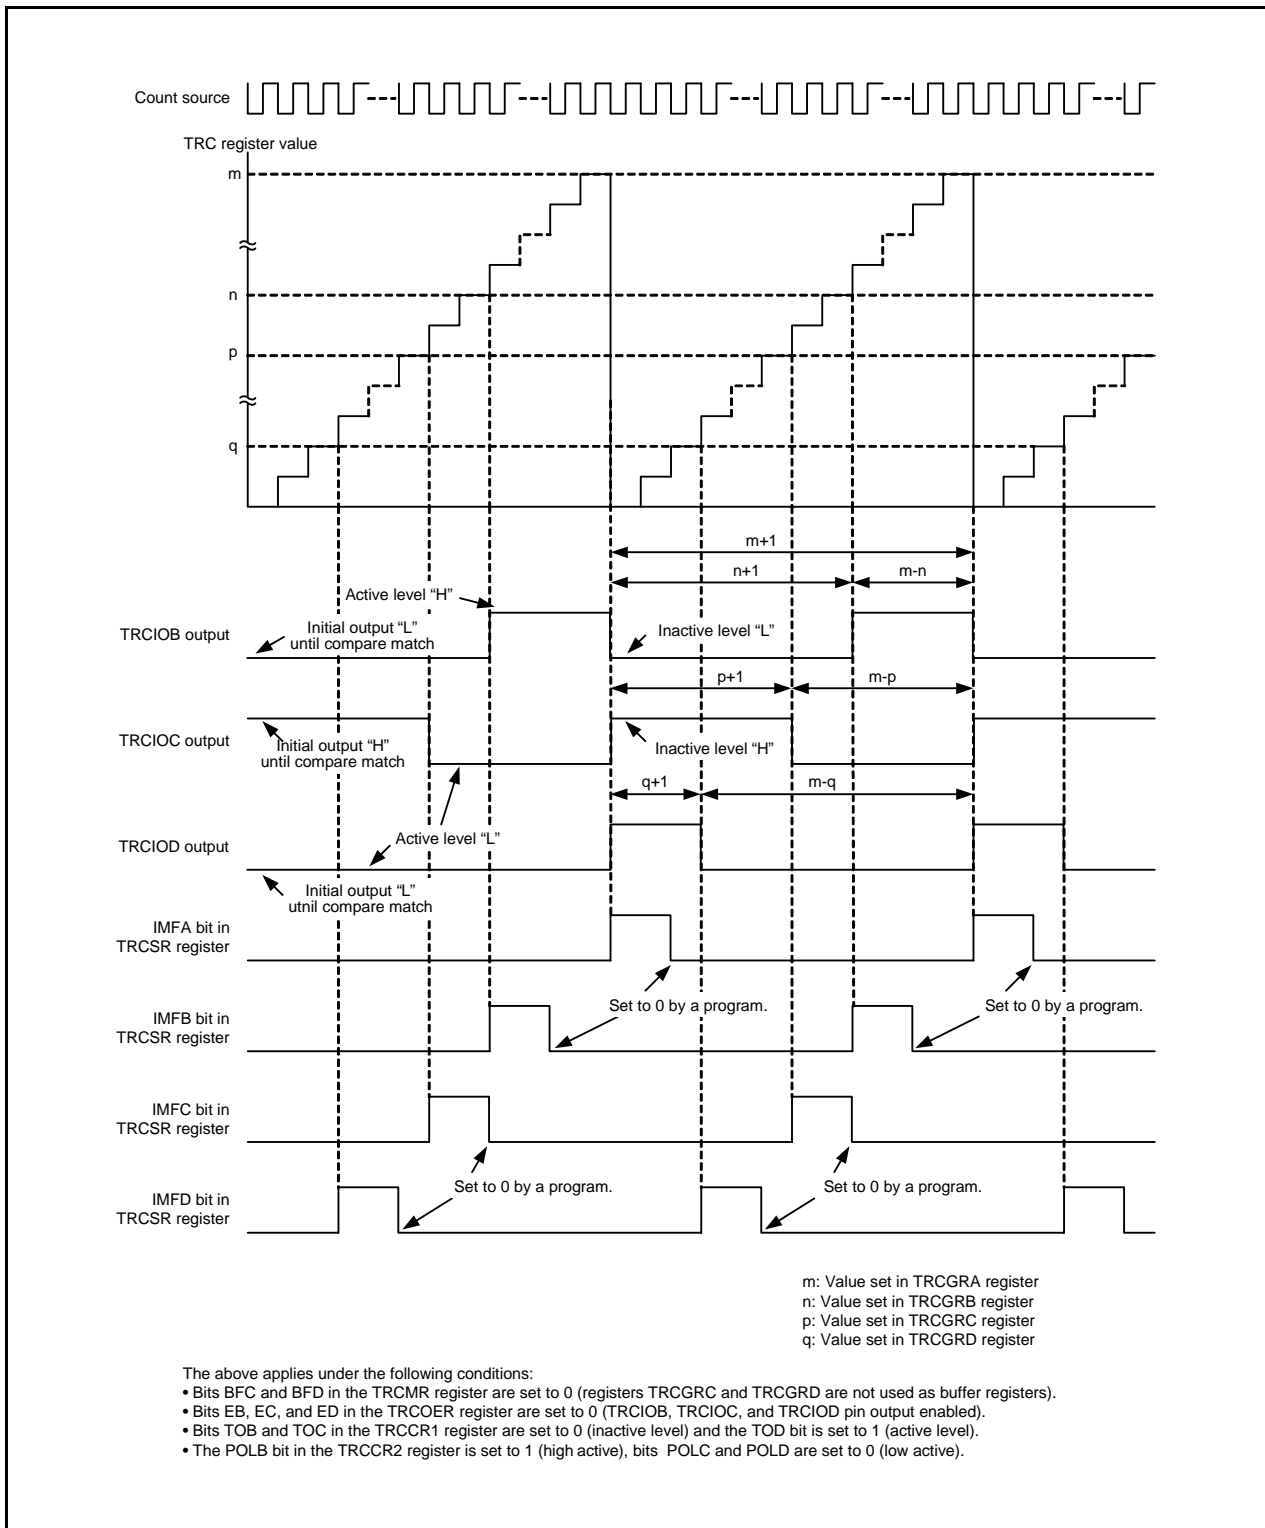 Count source
TRC register value
m
n
p
q
m+1
n+1
m-n
Active level “H”
TRCIOB output
Initial output “L”
until compare match
Inactive level “L”
p+1
m-p
TRCIOC output
Initial output “H”
until compare match
Inactive level “H”
q+1
m-q
TRCIOD output
Active level “L”
Initial output “L”
utnil compare match
IMFA bit in
TRCSR register
Set to 0 by a program.
Set to 0 by a program.
IMFB bit in
TRCSR register
IMFC bit in
TRCSR register
Set to 0 by a program.
Set to 0 by a program.
IMFD bit in
TRCSR register
m: Value set in TRCGRA register
n: Value set in TRCGRB register
p: Value set in TRCGRC register
q: Value set in TRCGRD register
The above applies under the following conditions:
• Bits BFC and BFD in the TRCMR register are set to 0 (registers TRCGRC and TRCGRD are not used as buffer registers).
• Bits EB, EC, and ED in the TRCOER register are set to 0 (TRCIOB, TRCIOC, and TRCIOD pin output enabled).
• Bits TOB and TOC in the TRCCR1 register are set to 0 (inactive level) and the TOD bit is set to 1 (active level).
• The POLB bit in the TRCCR2 register is set to 1 (high active), bits POLC and POLD are set to 0 (low active).